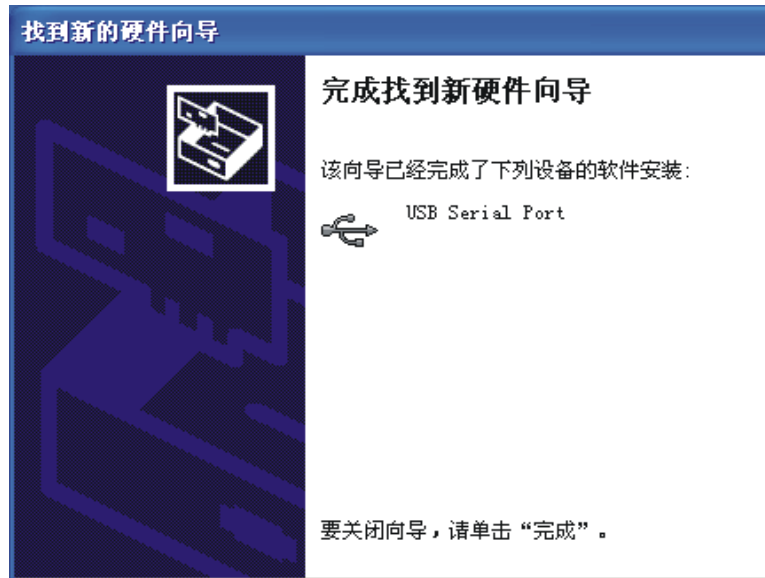 找到新的硬件向导
完成找到新硬件向导
该向导已经完成了下列设备的软件安装:
USB Serial Port
要关闭向导，请单击“完成”。